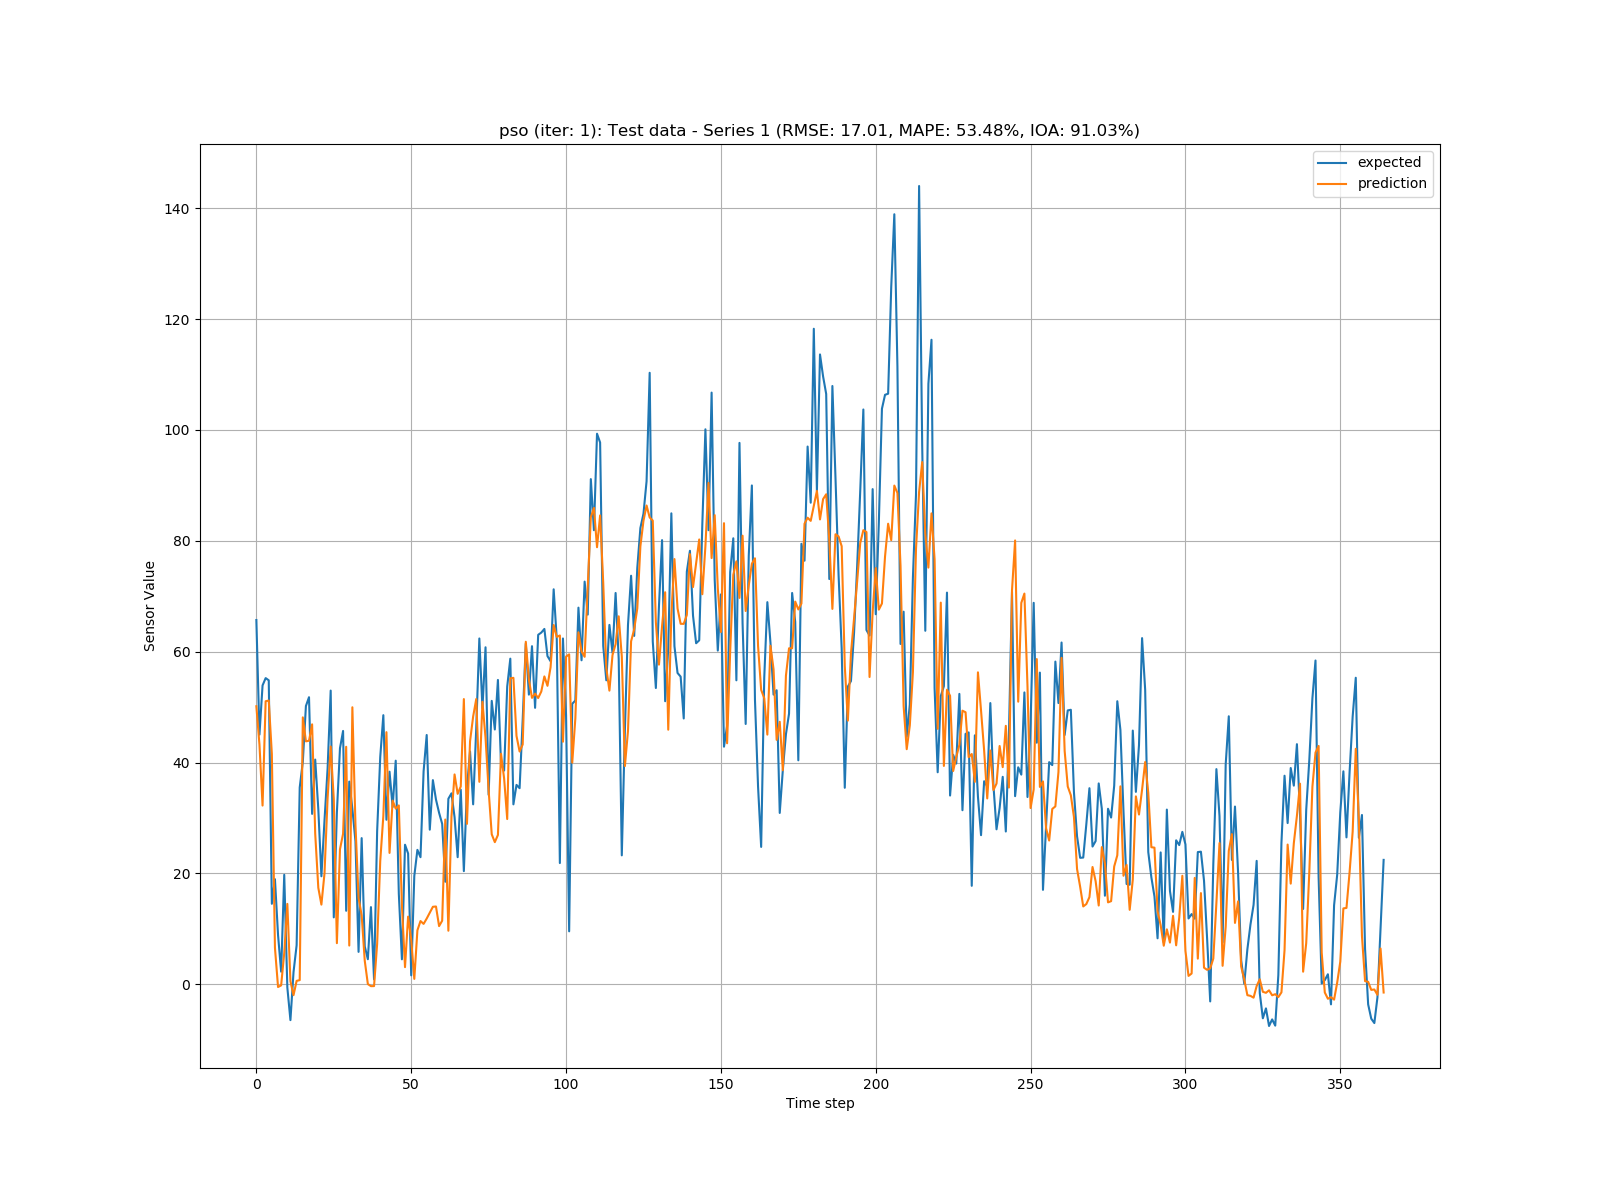 pso (iter: 1): Test data - Series 1 (RMSE: 17.01, MAPE: 53.48%, IOA: 91.03%)
expected
prediction
140
120
100
80
60
40
20
0
Sensor Value
0 50 100 150 200 250 300 350
Time step